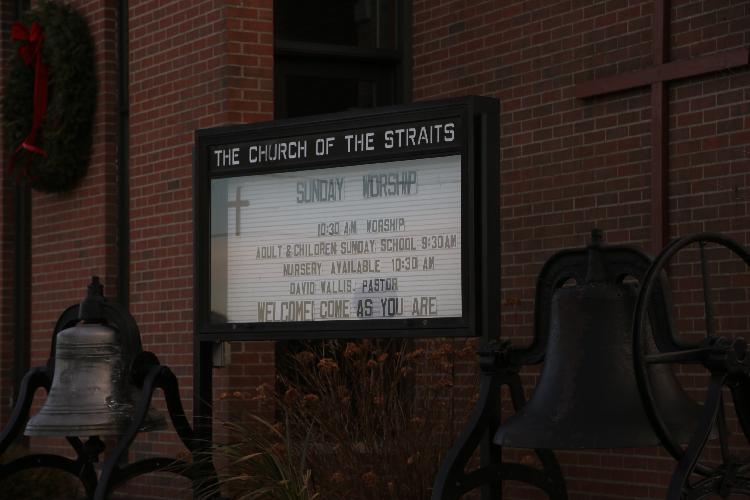 THE CHURCH OF THE STRAITS
SUNDAY WORSHIP
10:30 AM WORSHIP
ADULT & CHILDREN SUNDAY SCHOOL 9:30AM
NURSERY AVAILABLE 10:30 AM
DAVID WALLIS, PASTOR
WELCOME! COME AS YOU ARE